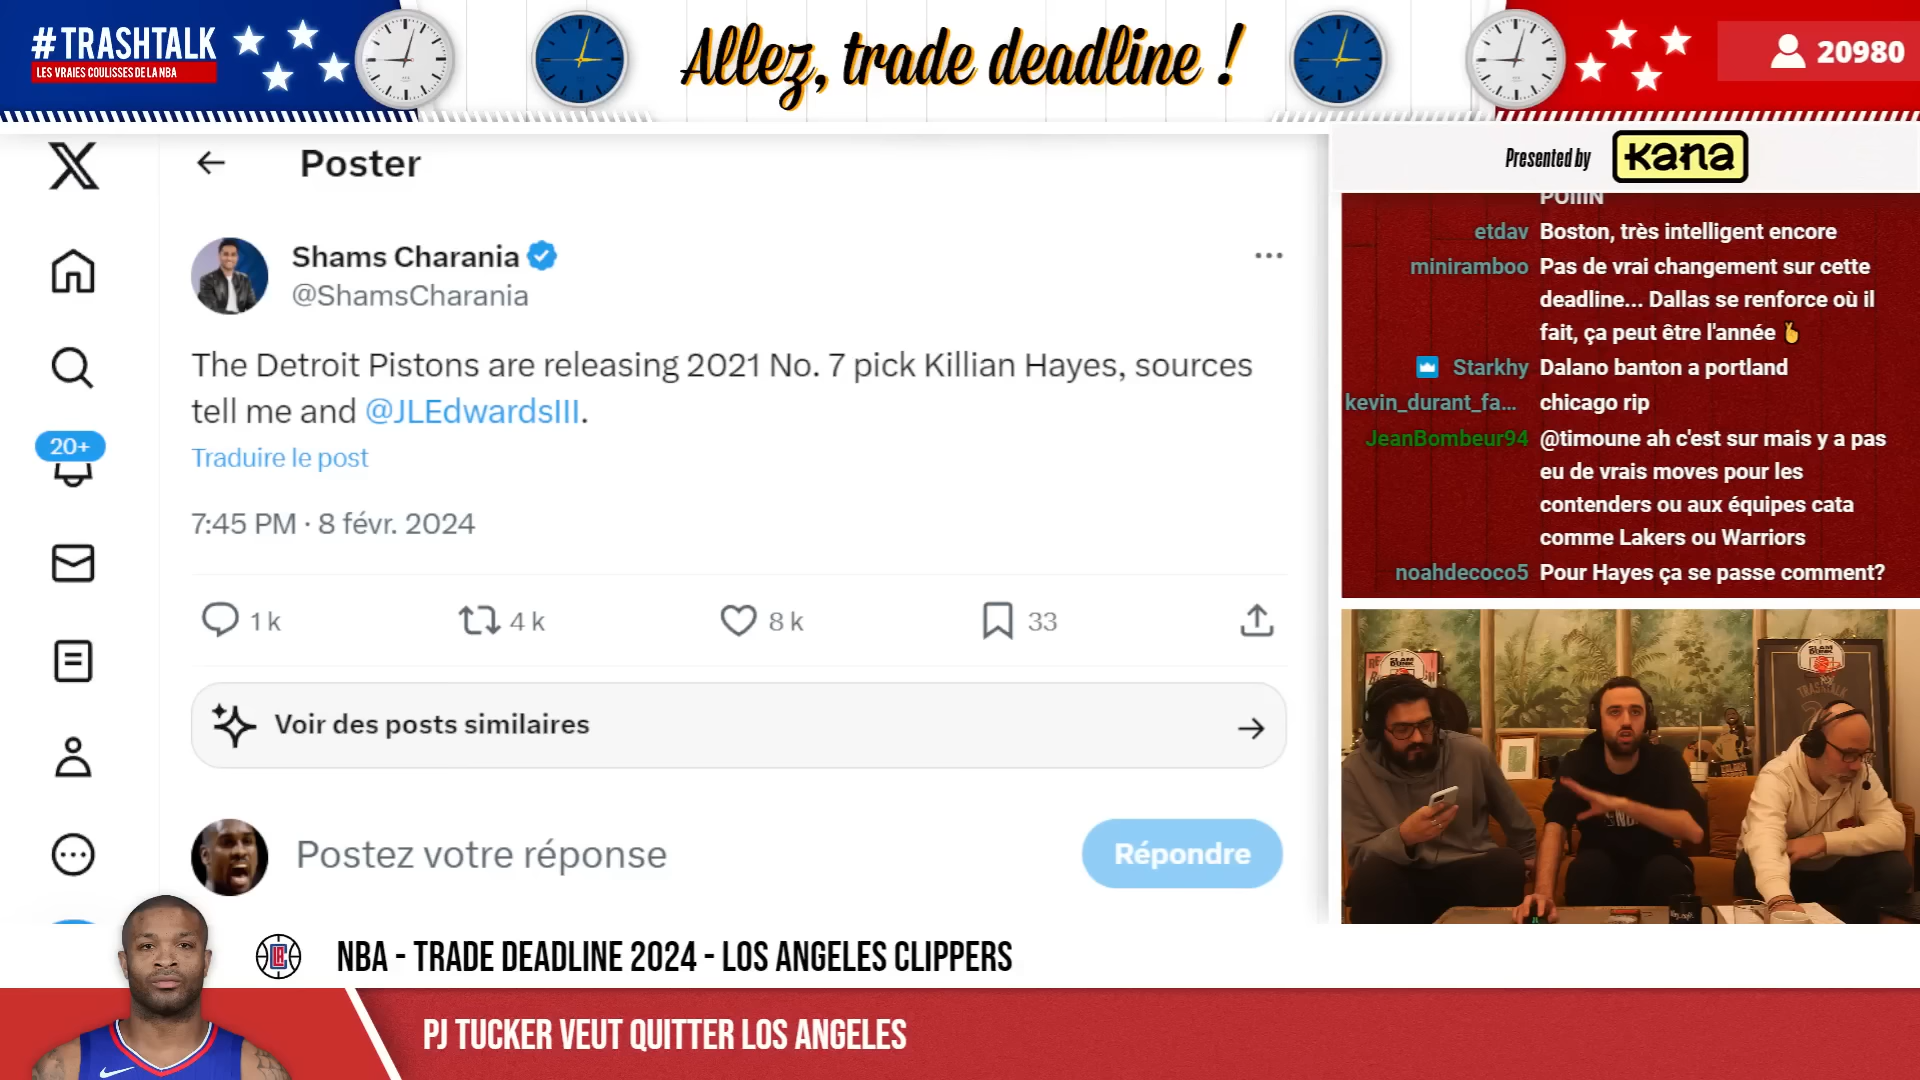 #TRASHTALK
LES VRAIES COULISSES DE LA NBA
Allez, trade deadline !
20980
Poster
Shams Charania
@ShamsCharania
The Detroit Pistons are releasing 2021 No. 7 pick Killian Hayes, sources
tell me and @JLEdwardsIII.
Traduire le post
7:45 PM · 8 févr. 2024
1 k
4 k
8 k
33
Voir des posts similaires
Postez votre réponse
Répondre
20+
Presented by
kana
POIIIN
etdav Boston, très intelligent encore
miniramboo Pas de vrai changement sur cette
deadline... Dallas se renforce où il
fait, ça peut être l'année
Starkhy Dalano banton a portland
kevin_durant_fa... chicago rip
JeanBombeur94 @timoune ah c'est sur mais y a pas
eu de vrais moves pour les
contenders ou aux équipes cata
comme Lakers ou Warriors
noahdecoco5 Pour Hayes ça se passe comment?
SLAM
DUNK
SLAM
DUNK
TRASHTALK
NBA - TRADE DEADLINE 2024 - LOS ANGELES CLIPPERS
PJ TUCKER VEUT QUITTER LOS ANGELES